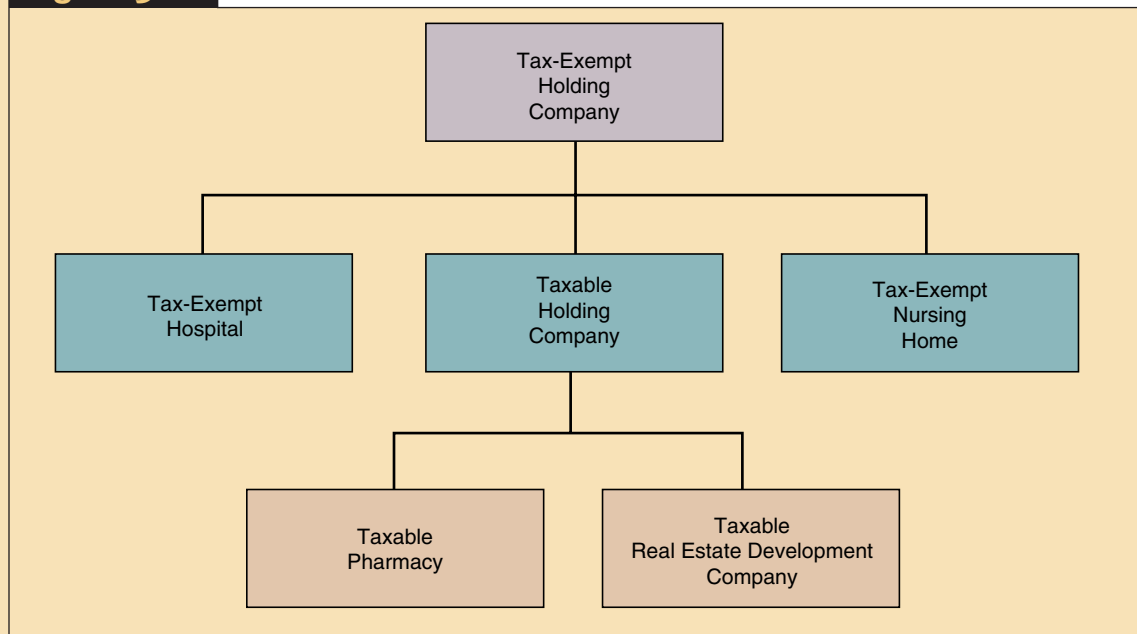 Tax-Exempt
Holding
Company
Tax-Exempt
Hospital
Taxable
Holding
Company
Tax-Exempt
Nursing
Home
Taxable
Pharmacy
Taxable
Real Estate Development
Company